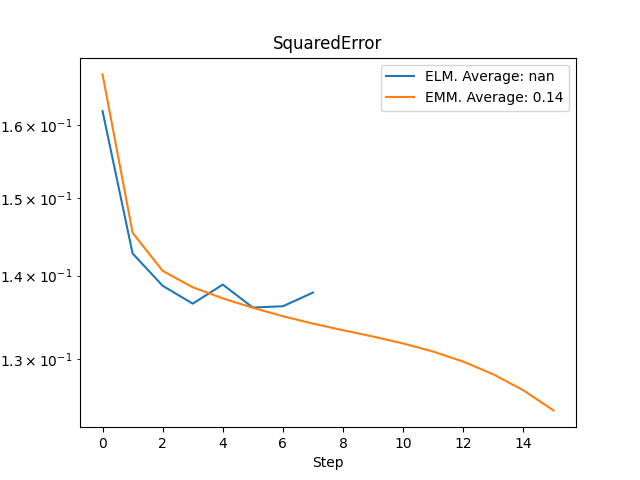 SquaredError
ELM. Average: nan
EMM. Average: 0.14
1.6 × 10⁻¹
1.5 × 10⁻¹
1.4 × 10⁻¹
1.3 × 10⁻¹
0 2 4 6 8 10 12 14
Step